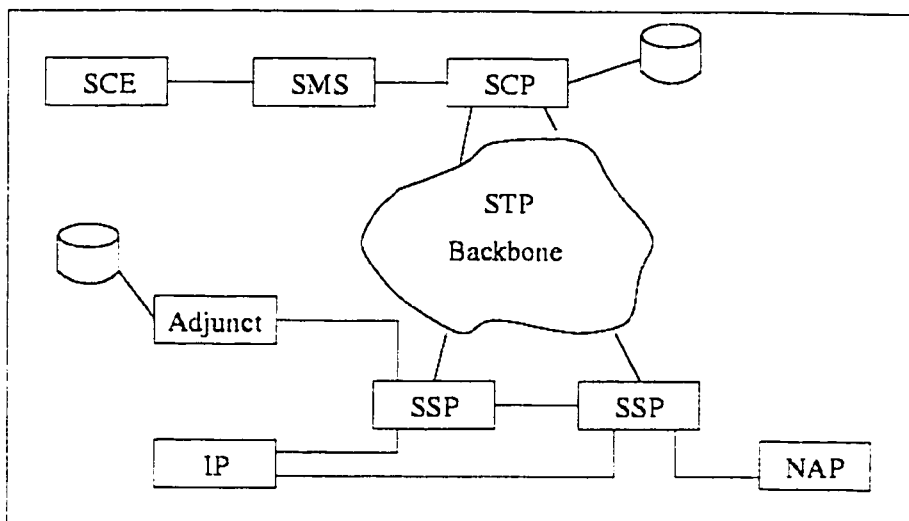 SCE
SMS
SCP
STP
Backbone
Adjunct
SSP
SSP
IP
NAP